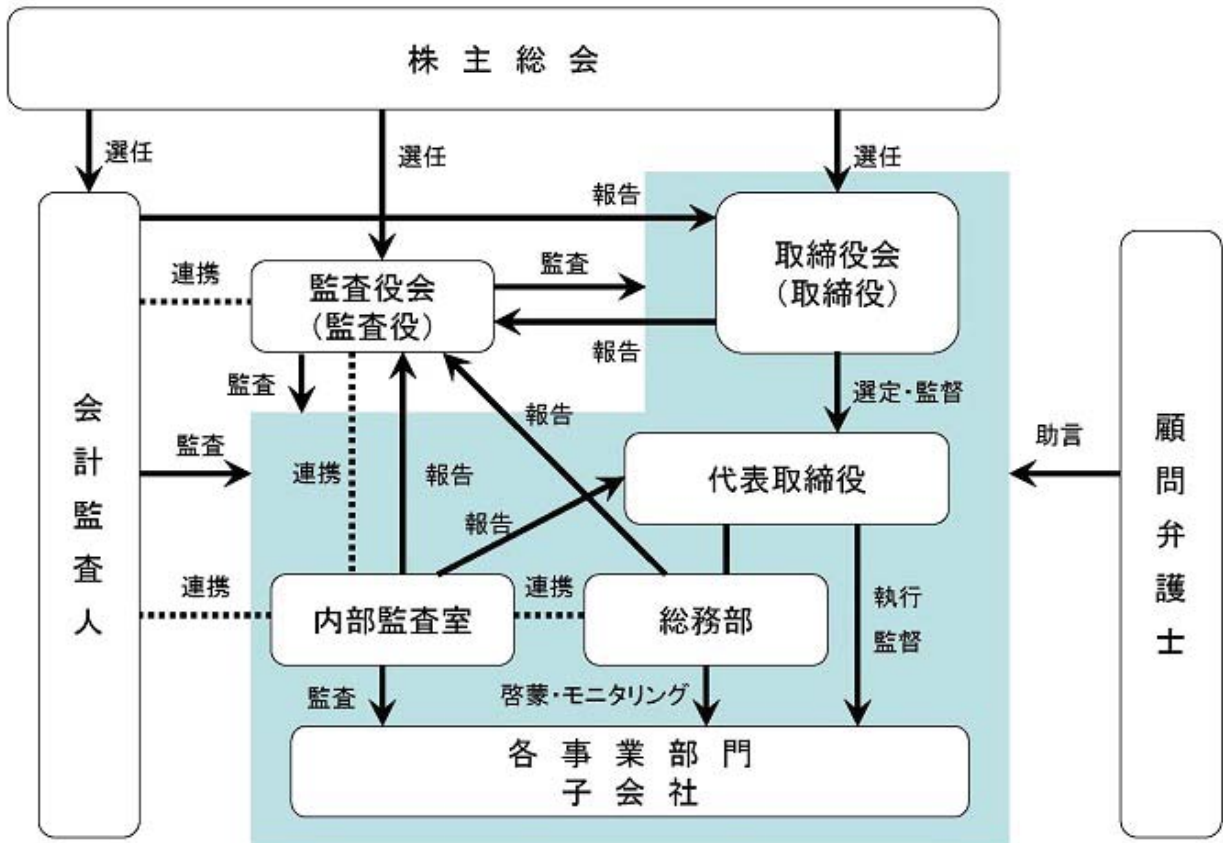 株主総会
選任
選任
選任
報告
取締役会
(取締役)
連携
監査役会
(監査役)
監査
報告
監査
選定・監督
会計監査人
顧問弁護士
監査
連携
報告
報告
代表取締役
助言
報告
連携
内部監査室
連携
総務部
執行
監督
監査
啓蒙・モニタリング
各事業部門
子会社